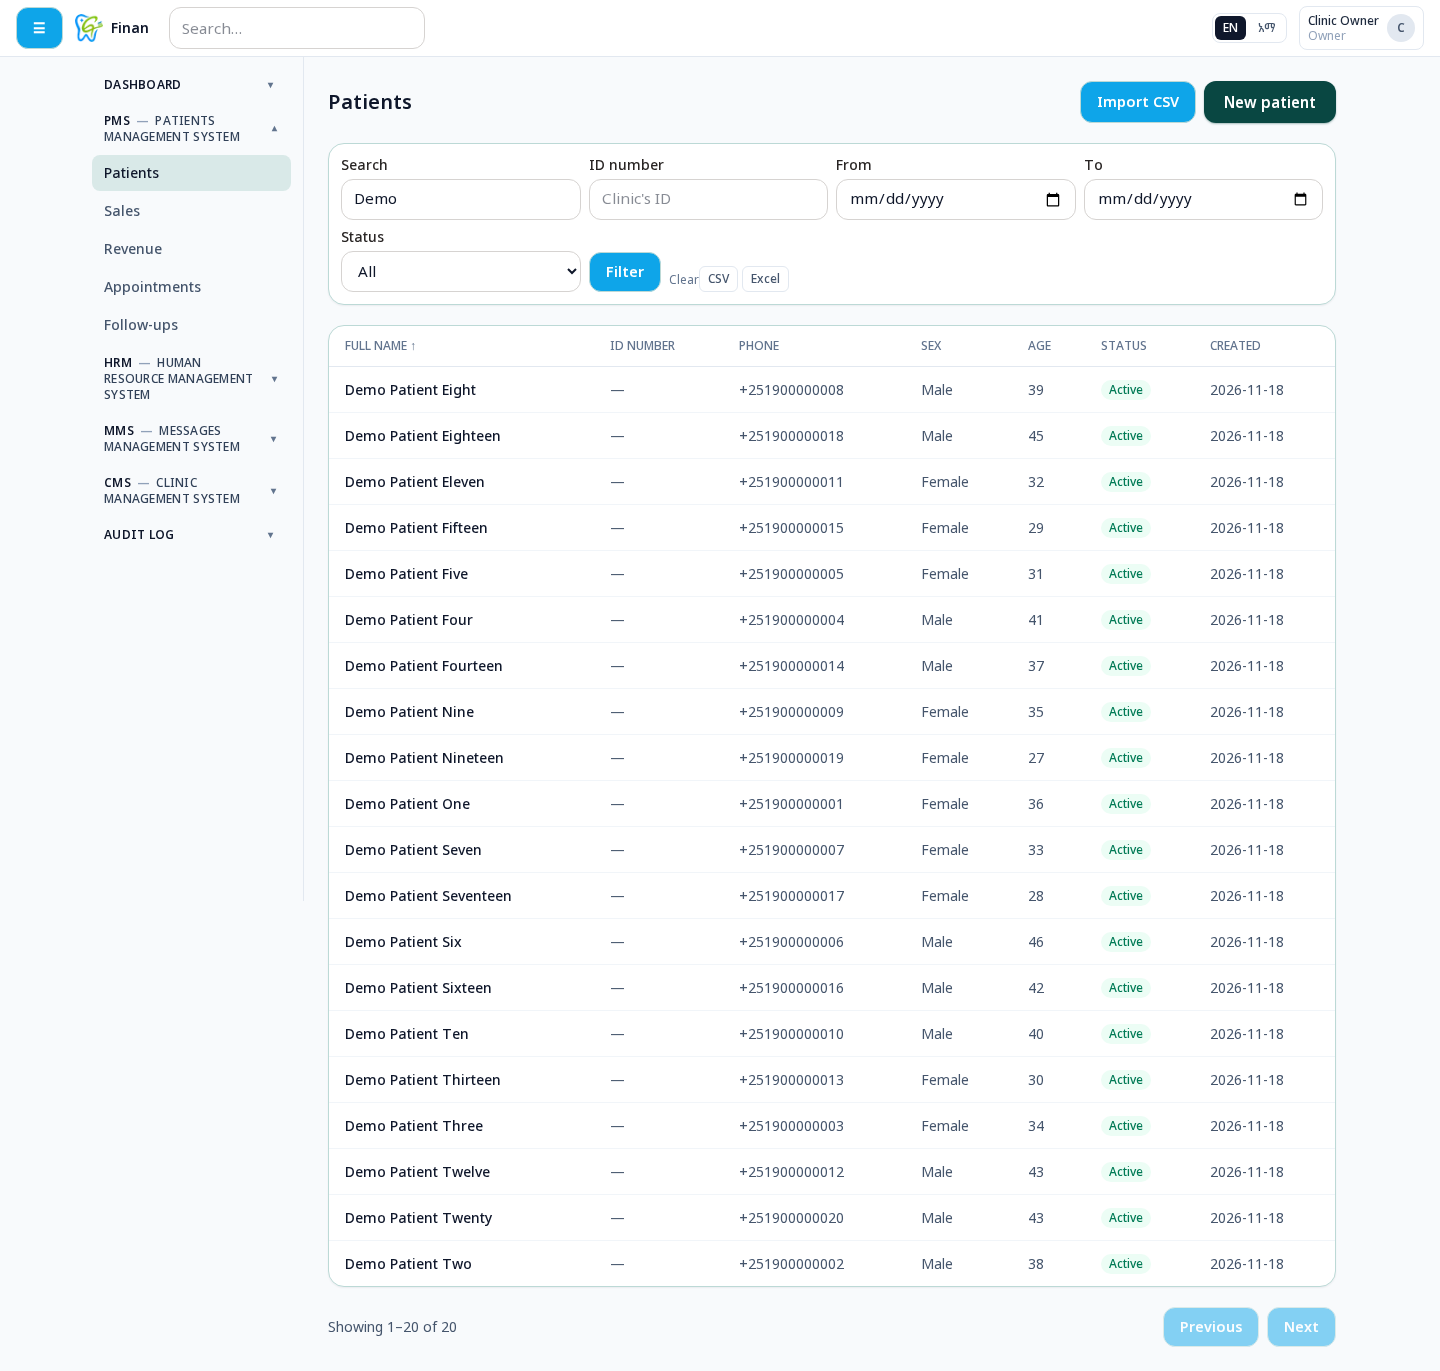 ☰ Finan Search... EN አማ Clinic Owner
Owner C
DASHBOARD ▼
PMS — PATIENTS
MANAGEMENT SYSTEM ▲
Patients
Sales
Revenue
Appointments
Follow-ups
HRM — HUMAN
RESOURCE MANAGEMENT
SYSTEM ▼
MMS — MESSAGES
MANAGEMENT SYSTEM ▼
CMS — CLINIC
MANAGEMENT SYSTEM ▼
AUDIT LOG ▼
Patients Import CSV New patient
Search ID number From To
Demo Clinic's ID mm/dd/yyyy mm/dd/yyyy
Status
All Filter Clear CSV Excel
FULL NAME ↑ ID NUMBER PHONE SEX AGE STATUS CREATED
Demo Patient Eight — +251900000008 Male 39 Active 2026-11-18
Demo Patient Eighteen — +251900000018 Male 45 Active 2026-11-18
Demo Patient Eleven — +251900000011 Female 32 Active 2026-11-18
Demo Patient Fifteen — +251900000015 Female 29 Active 2026-11-18
Demo Patient Five — +251900000005 Female 31 Active 2026-11-18
Demo Patient Four — +251900000004 Male 41 Active 2026-11-18
Demo Patient Fourteen — +251900000014 Male 37 Active 2026-11-18
Demo Patient Nine — +251900000009 Female 35 Active 2026-11-18
Demo Patient Nineteen — +251900000019 Female 27 Active 2026-11-18
Demo Patient One — +251900000001 Female 36 Active 2026-11-18
Demo Patient Seven — +251900000007 Female 33 Active 2026-11-18
Demo Patient Seventeen — +251900000017 Female 28 Active 2026-11-18
Demo Patient Six — +251900000006 Male 46 Active 2026-11-18
Demo Patient Sixteen — +251900000016 Male 42 Active 2026-11-18
Demo Patient Ten — +251900000010 Male 40 Active 2026-11-18
Demo Patient Thirteen — +251900000013 Female 30 Active 2026-11-18
Demo Patient Three — +251900000003 Female 34 Active 2026-11-18
Demo Patient Twelve — +251900000012 Male 43 Active 2026-11-18
Demo Patient Twenty — +251900000020 Male 43 Active 2026-11-18
Demo Patient Two — +251900000002 Male 38 Active 2026-11-18
Showing 1–20 of 20 Previous Next